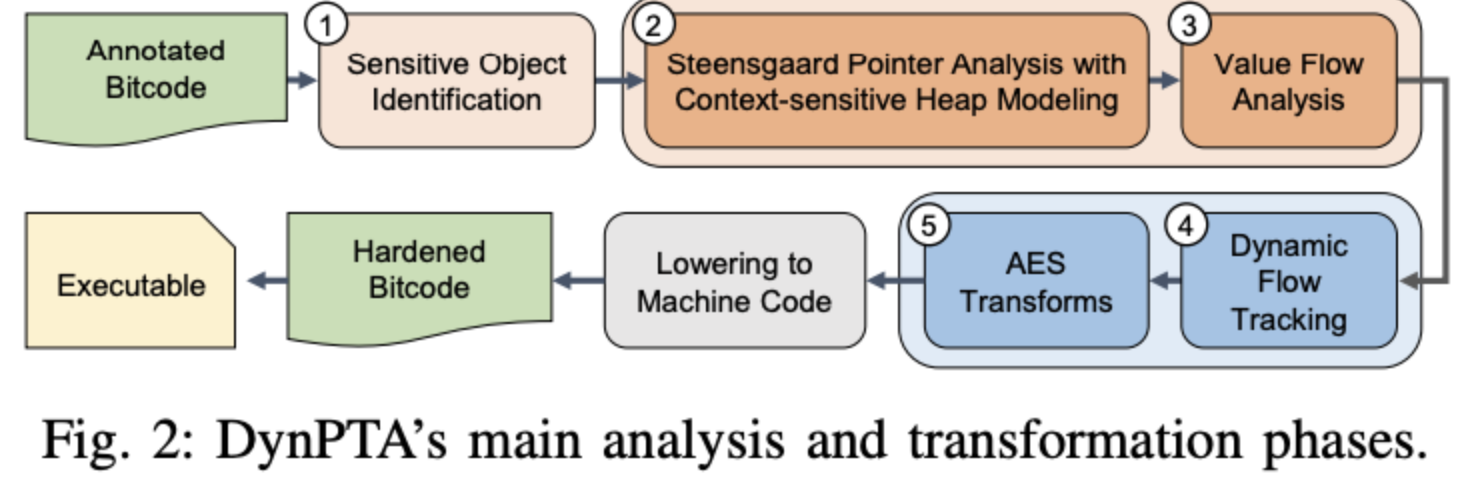 Annotated
Bitcode
1
Sensitive Object
Identification
2
Steensgaard Pointer Analysis with
Context-sensitive Heap Modeling
3
Value Flow
Analysis
Executable
Hardened
Bitcode
Lowering to
Machine Code
5
AES
Transforms
4
Dynamic
Flow
Tracking
Fig. 2: DynPTA’s main analysis and transformation phases.